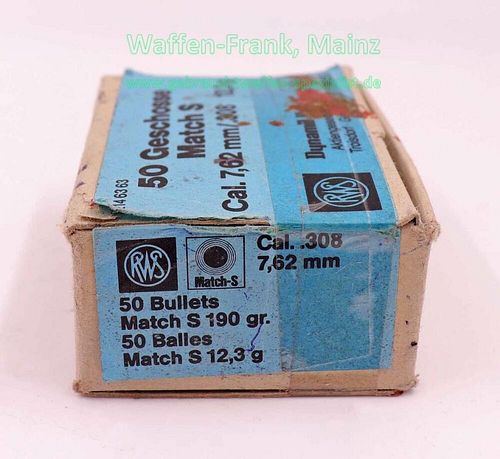 Waffen-Frank, Mainz
50 Geschosse
Match S
Cal. 7,62 mm/.308
Troisdorf
RWS
RWS
Match-S
Cal. .308
7,62 mm
50 Bullets
Match S 190 gr.
50 Balles
Match S 12,3 g